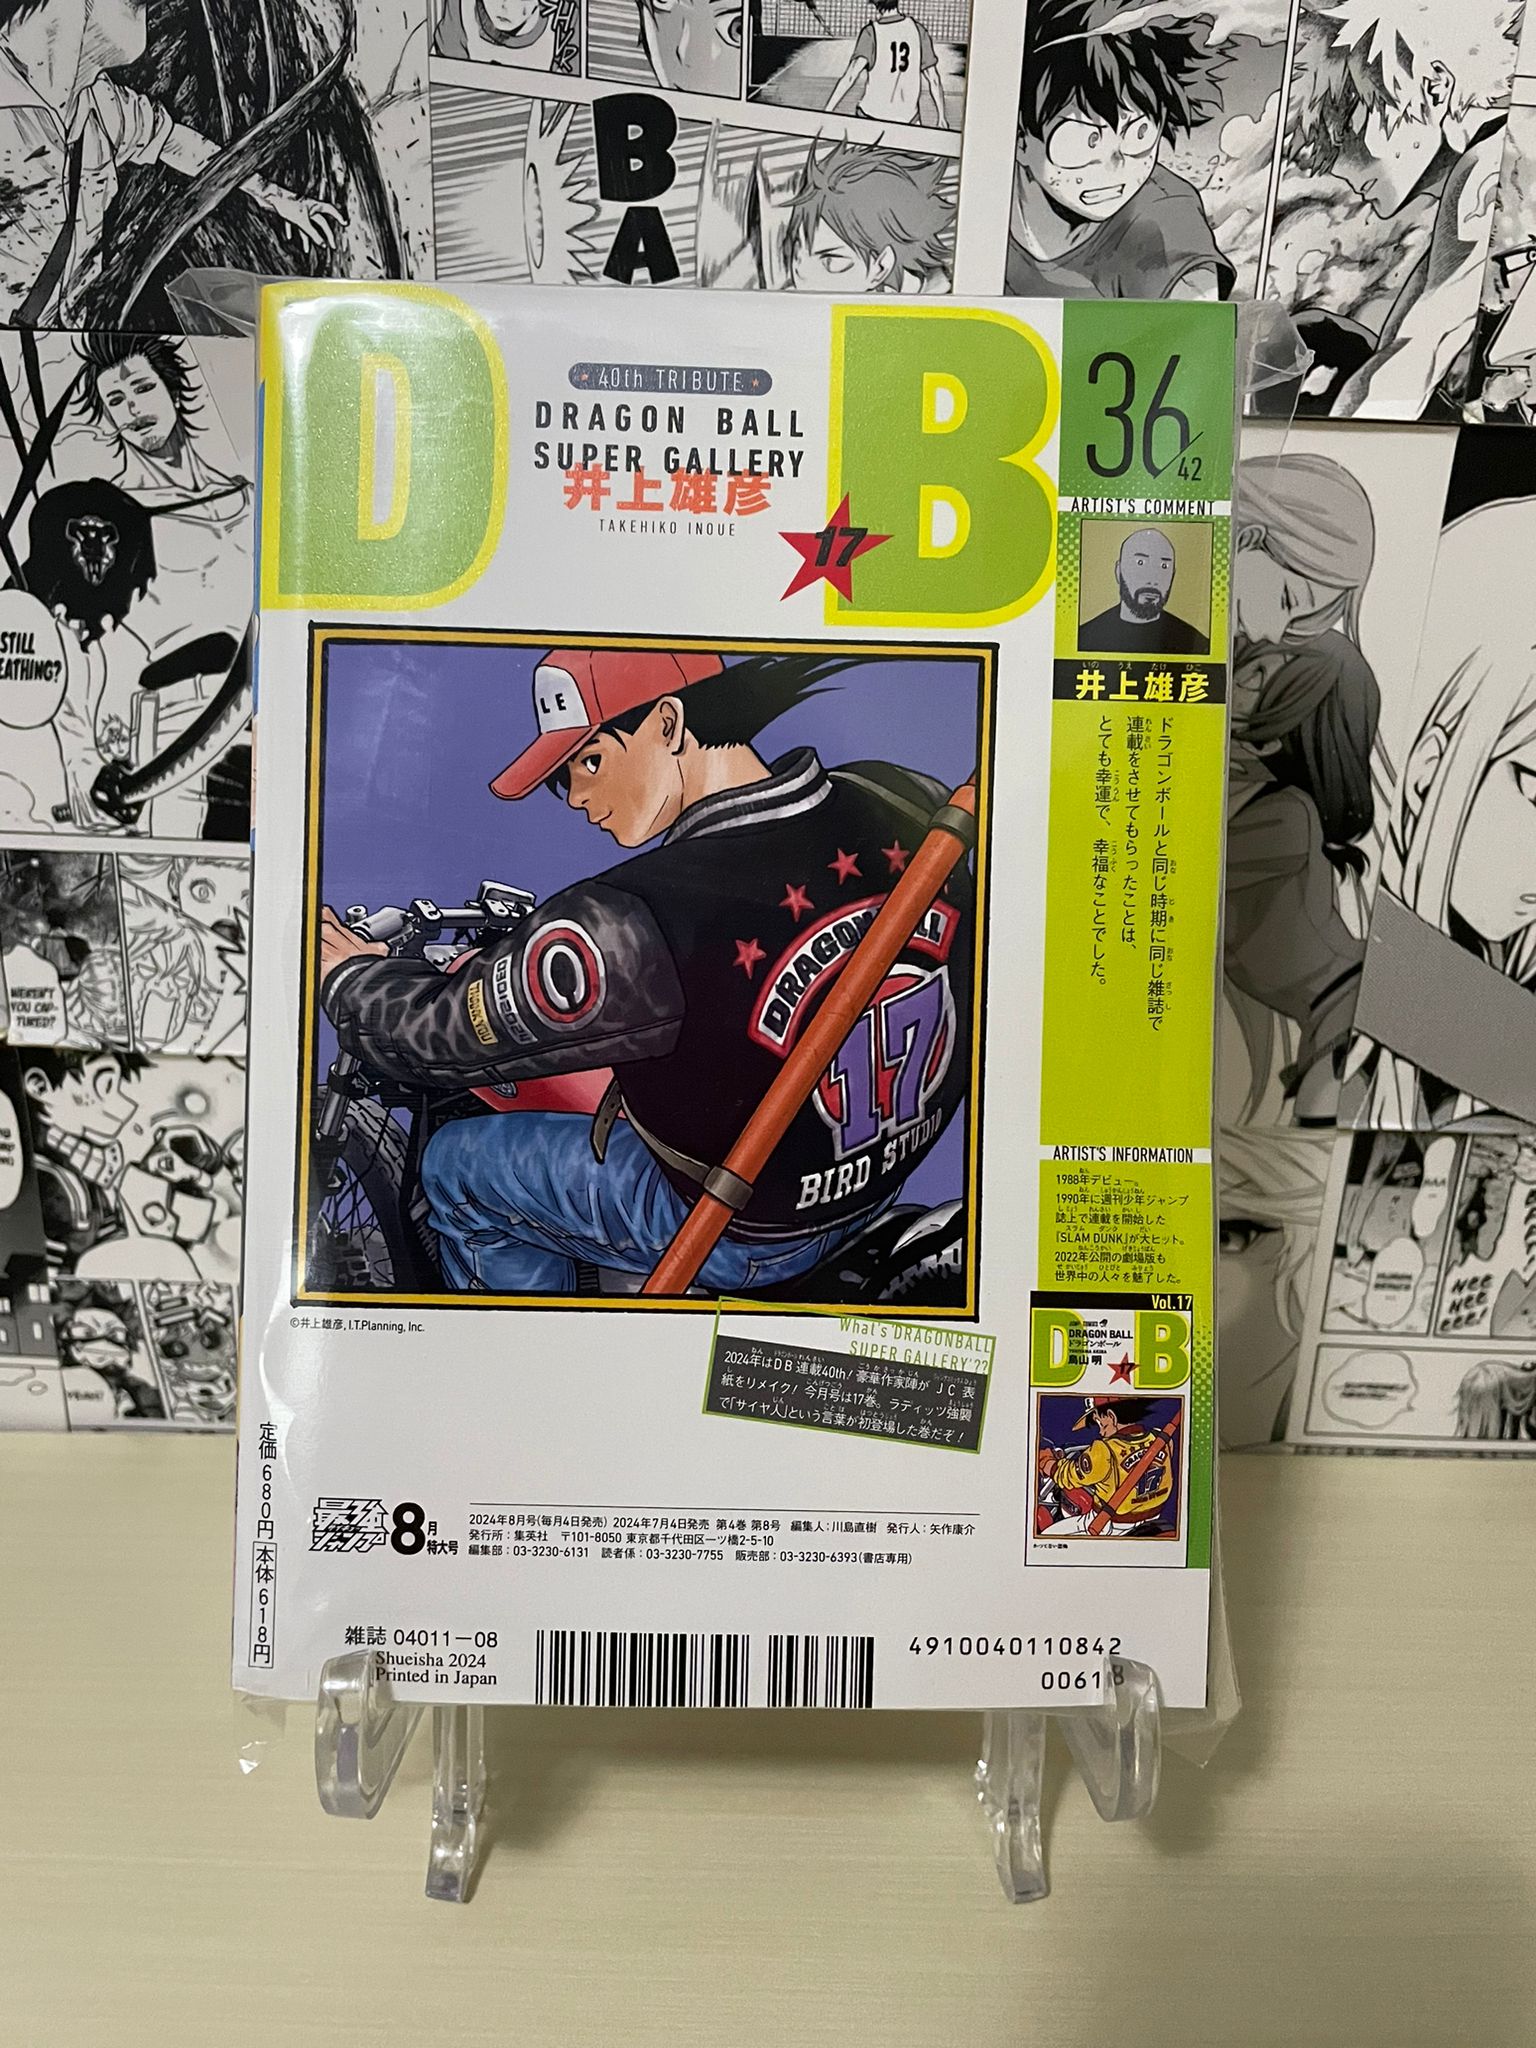 13
BA
STILL
EATHING?
WEREN'T
YOU CAP-
TURED?
HEE
HEE
HEE
HEE!
D B
40th TRIBUTE
DRAGON BALL
SUPER GALLERY
井上雄彦
TAKEHIKO INOUE
17
36/42
ARTIST'S COMMENT
井上雄彦
ドラゴンボールと同じ時期に同じ雑誌で
連載をさせてもらったことは、
とても幸運で、幸福なことでした。
LE
C
03012024
THANK YOU
DRAGON BALL
17
BIRD STUDIO
©井上雄彦, I.T.Planning, Inc.
What's 'DRAGONBALL
SUPER GALLERY'??
2024年はDB連載40th! 豪華作家陣がJC表
紙をリメイク! 今月号は17巻。ラディッツ強襲
で「サイヤ人」という言葉が初登場した巻だぞ!
ARTIST'S INFORMATION
1988年デビュー。
1990年に週刊少年ジャンプ
誌上で連載を開始した
『SLAM DUNK』が大ヒット。
2022年公開の劇場版も
世界中の人々を魅了した。
Vol.17
DRAGON BALL
ドラゴンボール
鳥山 明
17
D B
定価680円 本体618円
最強ジャンプ
8月
特大号
2024年8月号(毎月4日発売) 2024年7月4日発売 第4巻 第8号 編集人:川島直樹 発行人:矢作康介
発行所:集英社 〒101-8050 東京都千代田区一ツ橋2-5-10
編集部:03-3230-6131 読者係:03-3230-7755 販売部:03-3230-6393(書店専用)
雑誌 04011-08
Shueisha 2024
Printed in Japan
4910040110842
00618